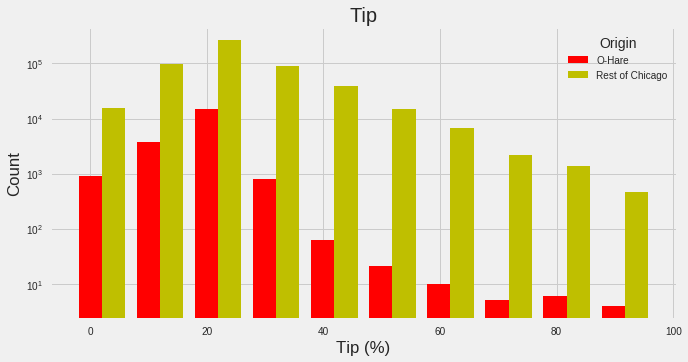 Tip
Origin
O-Hare
Rest of Chicago
Count
10^5
10^4
10^3
10^2
10^1
0 20 40 60 80 100
Tip (%)